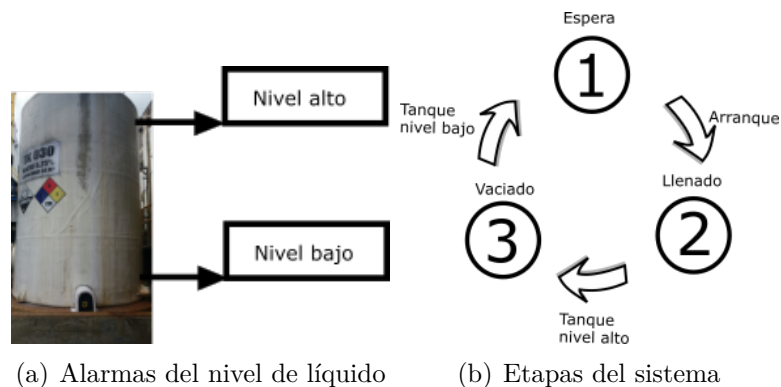 Nivel alto
Nivel bajo
Espera
1
Arranque
Llenado
2
Tanque
nivel alto
Vaciado
3
Tanque
nivel bajo
(a) Alarmas del nivel de líquido
(b) Etapas del sistema